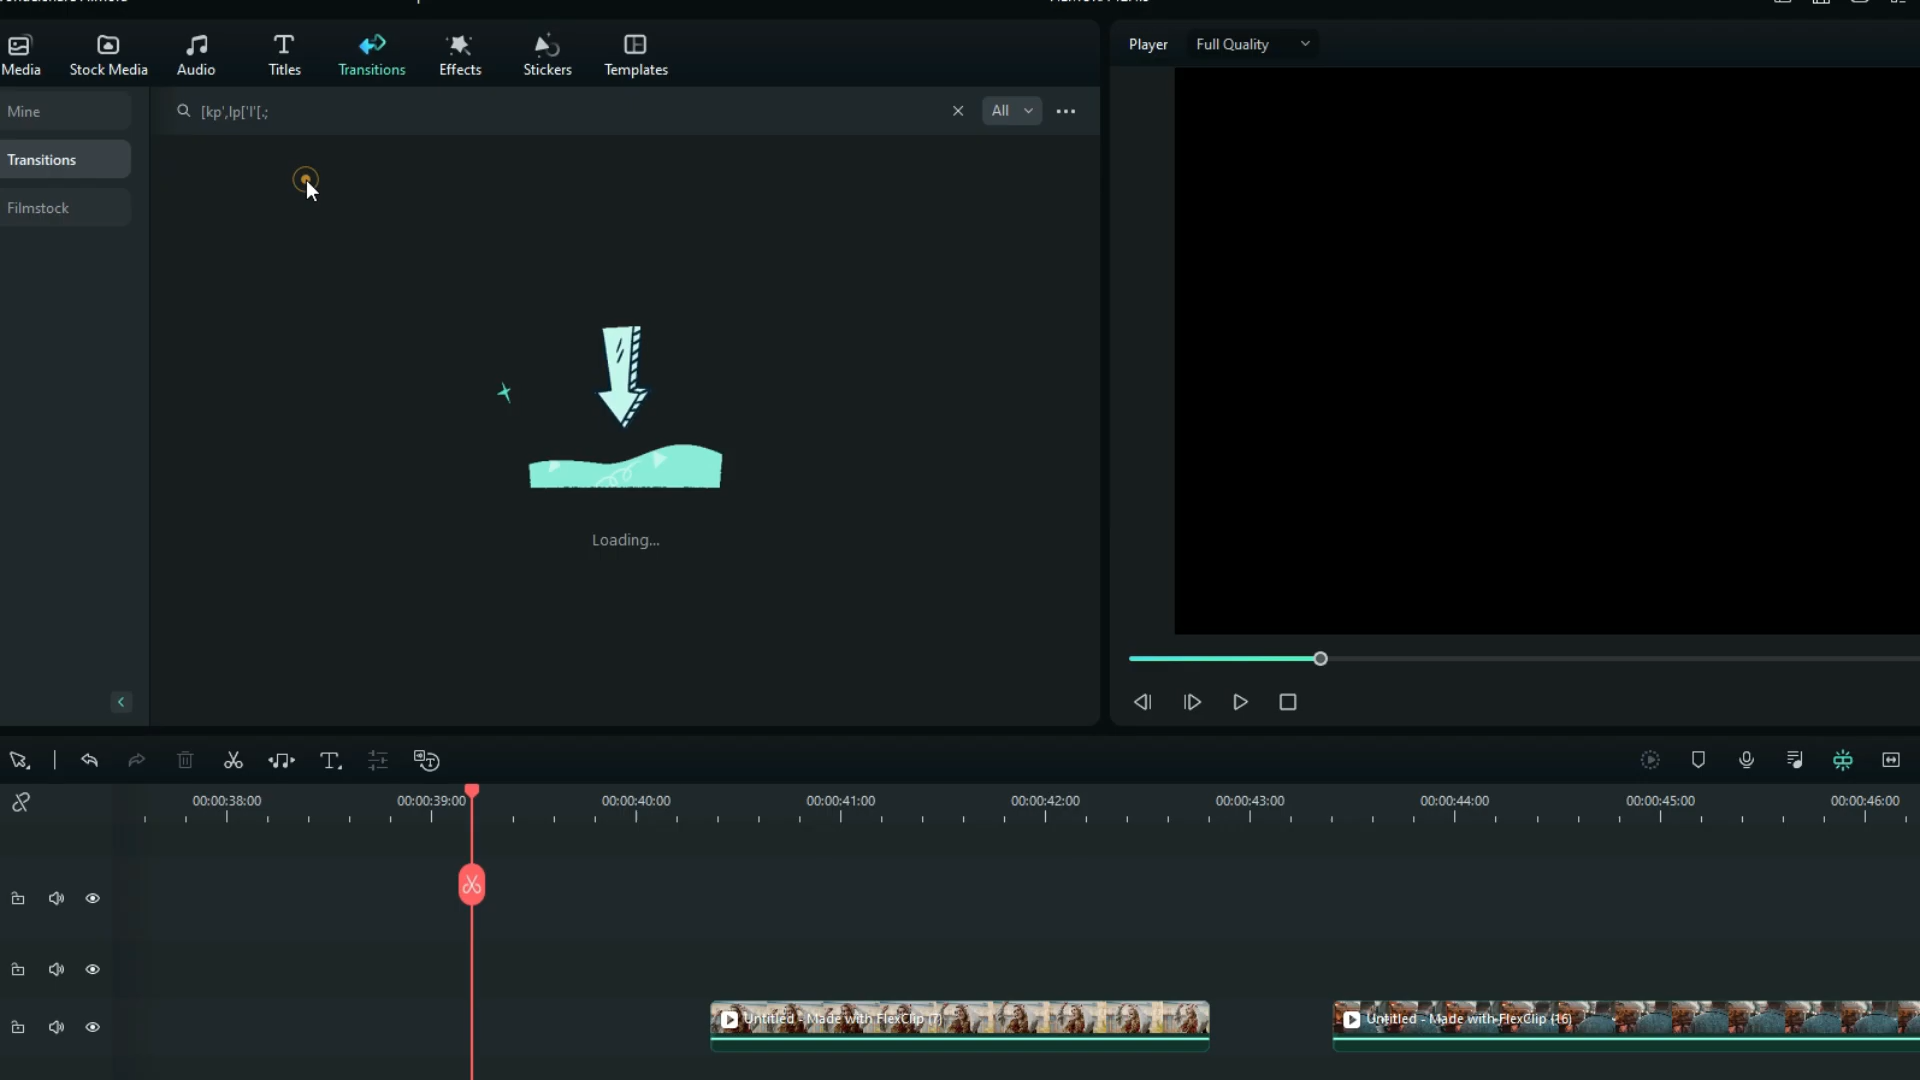 Media
Stock Media
Audio
Titles
Transitions
Effects
Stickers
Templates
Player
Full Quality
Mine
[kp',lp['l'[.;
All
Transitions
Filmstock
Loading...
00:00:38:00
00:00:39:00
00:00:40:00
00:00:41:00
00:00:42:00
00:00:43:00
00:00:44:00
00:00:45:00
00:00:46:00
Untitled - Made with FlexClip (7)
Untitled - Made with FlexClip (16)